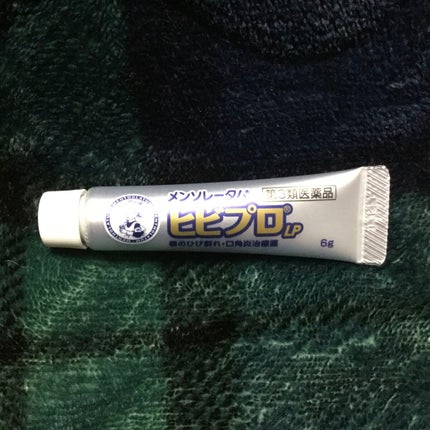 メンソレータム
第3類医薬品
ヒビプロ®LP
唇のひび割れ・口角炎治療薬
6g